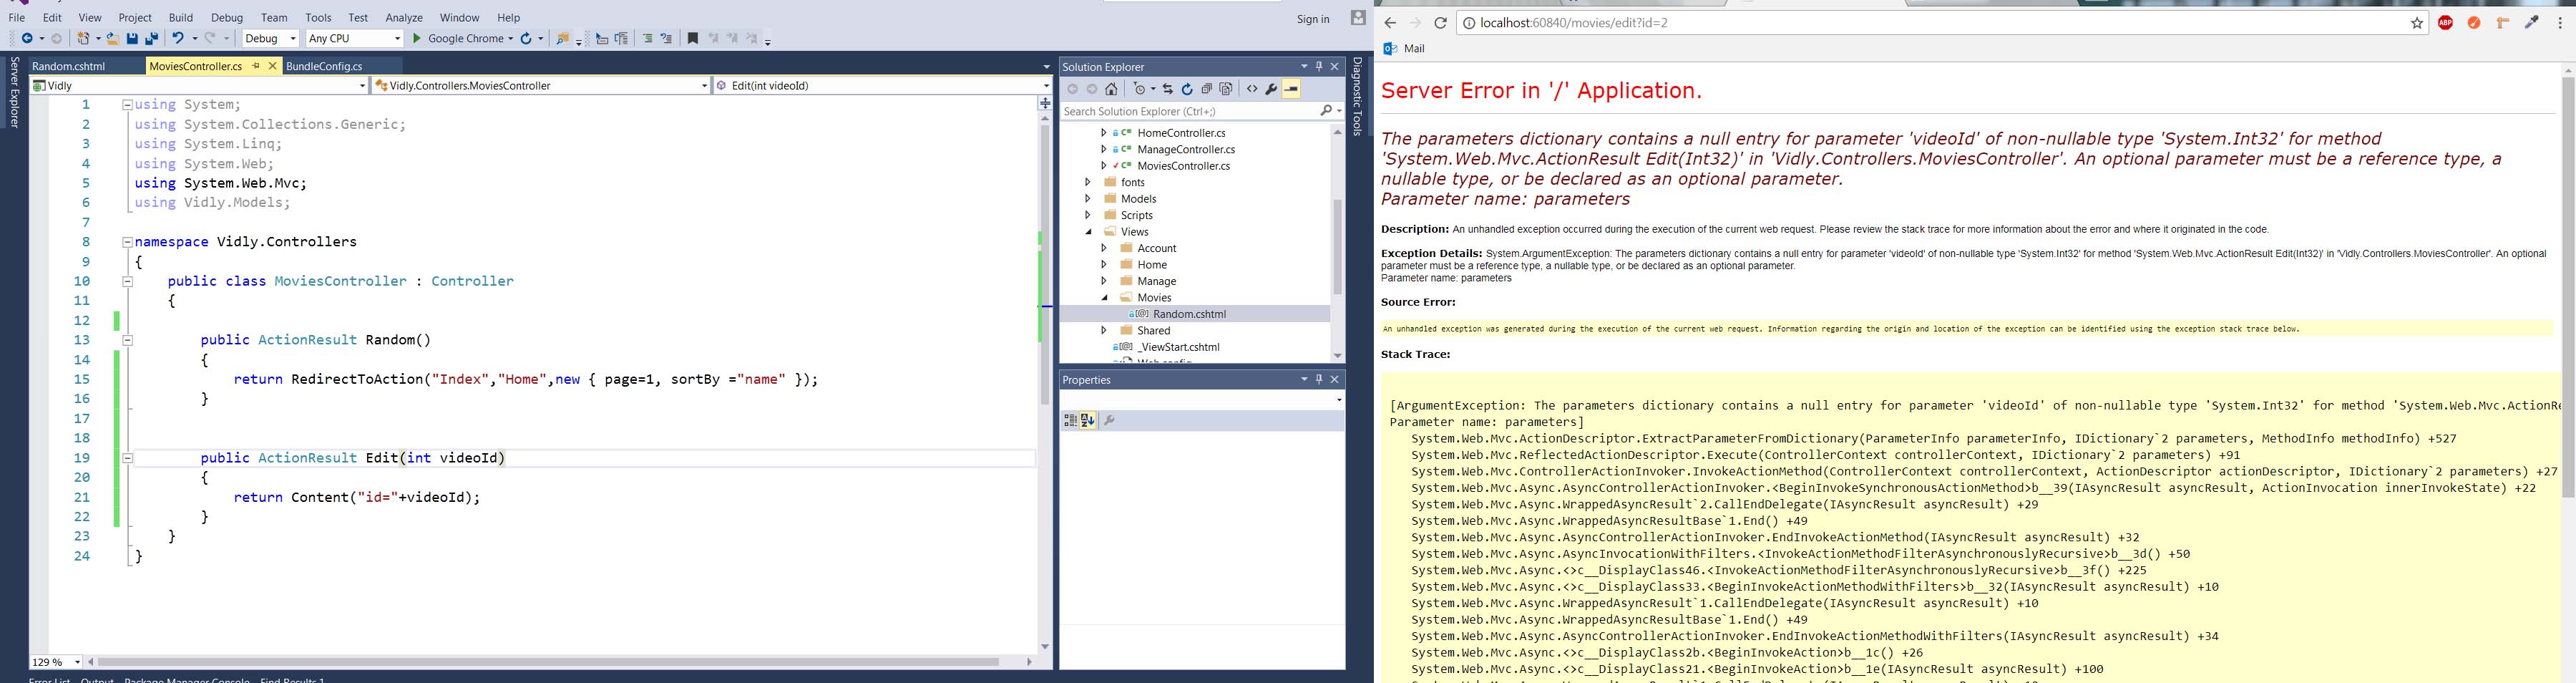 File Edit View Project Build Debug Team Tools Test Analyze Window Help
Sign in
Debug Any CPU Google Chrome
Server Explorer
Random.cshtml MoviesController.cs BundleConfig.cs
Vidly Vidly.Controllers.MoviesController Edit(int videoId)
1 using System;
2 using System.Collections.Generic;
3 using System.Linq;
4 using System.Web;
5 using System.Web.Mvc;
6 using Vidly.Models;
7
8 namespace Vidly.Controllers
9 {
10 public class MoviesController : Controller
11 {
12
13 public ActionResult Random()
14 {
15 return RedirectToAction("Index","Home",new { page=1, sortBy ="name" });
16 }
17
18
19 public ActionResult Edit(int videoId)
20 {
21 return Content("id="+videoId);
22 }
23 }
24 }
129 %
Error List Output Package Manager Console Find Results 1
Solution Explorer
Search Solution Explorer (Ctrl+;)
C# HomeController.cs
C# ManageController.cs
C# MoviesController.cs
fonts
Models
Scripts
Views
Account
Home
Manage
Movies
Random.cshtml
Shared
_ViewStart.cshtml
Web.config
Properties
Diagnostic Tools
localhost:60840/movies/edit?id=2
ABP
Mail
Server Error in '/' Application.
The parameters dictionary contains a null entry for parameter 'videoId' of non-nullable type 'System.Int32' for method
'System.Web.Mvc.ActionResult Edit(Int32)' in 'Vidly.Controllers.MoviesController'. An optional parameter must be a reference type, a
nullable type, or be declared as an optional parameter.
Parameter name: parameters
Description: An unhandled exception occurred during the execution of the current web request. Please review the stack trace for more information about the error and where it originated in the code.
Exception Details: System.ArgumentException: The parameters dictionary contains a null entry for parameter 'videoId' of non-nullable type 'System.Int32' for method 'System.Web.Mvc.ActionResult Edit(Int32)' in 'Vidly.Controllers.MoviesController'. An optional
parameter must be a reference type, a nullable type, or be declared as an optional parameter.
Parameter name: parameters
Source Error:
An unhandled exception was generated during the execution of the current web request. Information regarding the origin and location of the exception can be identified using the exception stack trace below.
Stack Trace:
[ArgumentException: The parameters dictionary contains a null entry for parameter 'videoId' of non-nullable type 'System.Int32' for method 'System.Web.Mvc.ActionRe
Parameter name: parameters]
System.Web.Mvc.ActionDescriptor.ExtractParameterFromDictionary(ParameterInfo parameterInfo, IDictionary`2 parameters, MethodInfo methodInfo) +527
System.Web.Mvc.ReflectedActionDescriptor.Execute(ControllerContext controllerContext, IDictionary`2 parameters) +91
System.Web.Mvc.ControllerActionInvoker.InvokeActionMethod(ControllerContext controllerContext, ActionDescriptor actionDescriptor, IDictionary`2 parameters) +27
System.Web.Mvc.Async.AsyncControllerActionInvoker.<BeginInvokeSynchronousActionMethod>b__39(IAsyncResult asyncResult, ActionInvocation innerInvokeState) +22
System.Web.Mvc.Async.WrappedAsyncResult`2.CallEndDelegate(IAsyncResult asyncResult) +29
System.Web.Mvc.Async.WrappedAsyncResultBase`1.End() +49
System.Web.Mvc.Async.AsyncControllerActionInvoker.EndInvokeActionMethod(IAsyncResult asyncResult) +32
System.Web.Mvc.Async.AsyncInvocationWithFilters.<InvokeActionMethodFilterAsynchronouslyRecursive>b__3d() +50
System.Web.Mvc.Async.<>c__DisplayClass46.<InvokeActionMethodFilterAsynchronouslyRecursive>b__3f() +225
System.Web.Mvc.Async.<>c__DisplayClass33.<BeginInvokeActionMethodWithFilters>b__32(IAsyncResult asyncResult) +10
System.Web.Mvc.Async.WrappedAsyncResult`1.CallEndDelegate(IAsyncResult asyncResult) +10
System.Web.Mvc.Async.WrappedAsyncResultBase`1.End() +49
System.Web.Mvc.Async.AsyncControllerActionInvoker.EndInvokeActionMethodWithFilters(IAsyncResult asyncResult) +34
System.Web.Mvc.Async.<>c__DisplayClass2b.<BeginInvokeAction>b__1c() +26
System.Web.Mvc.Async.<>c__DisplayClass21.<BeginInvokeAction>b__1e(IAsyncResult asyncResult) +100